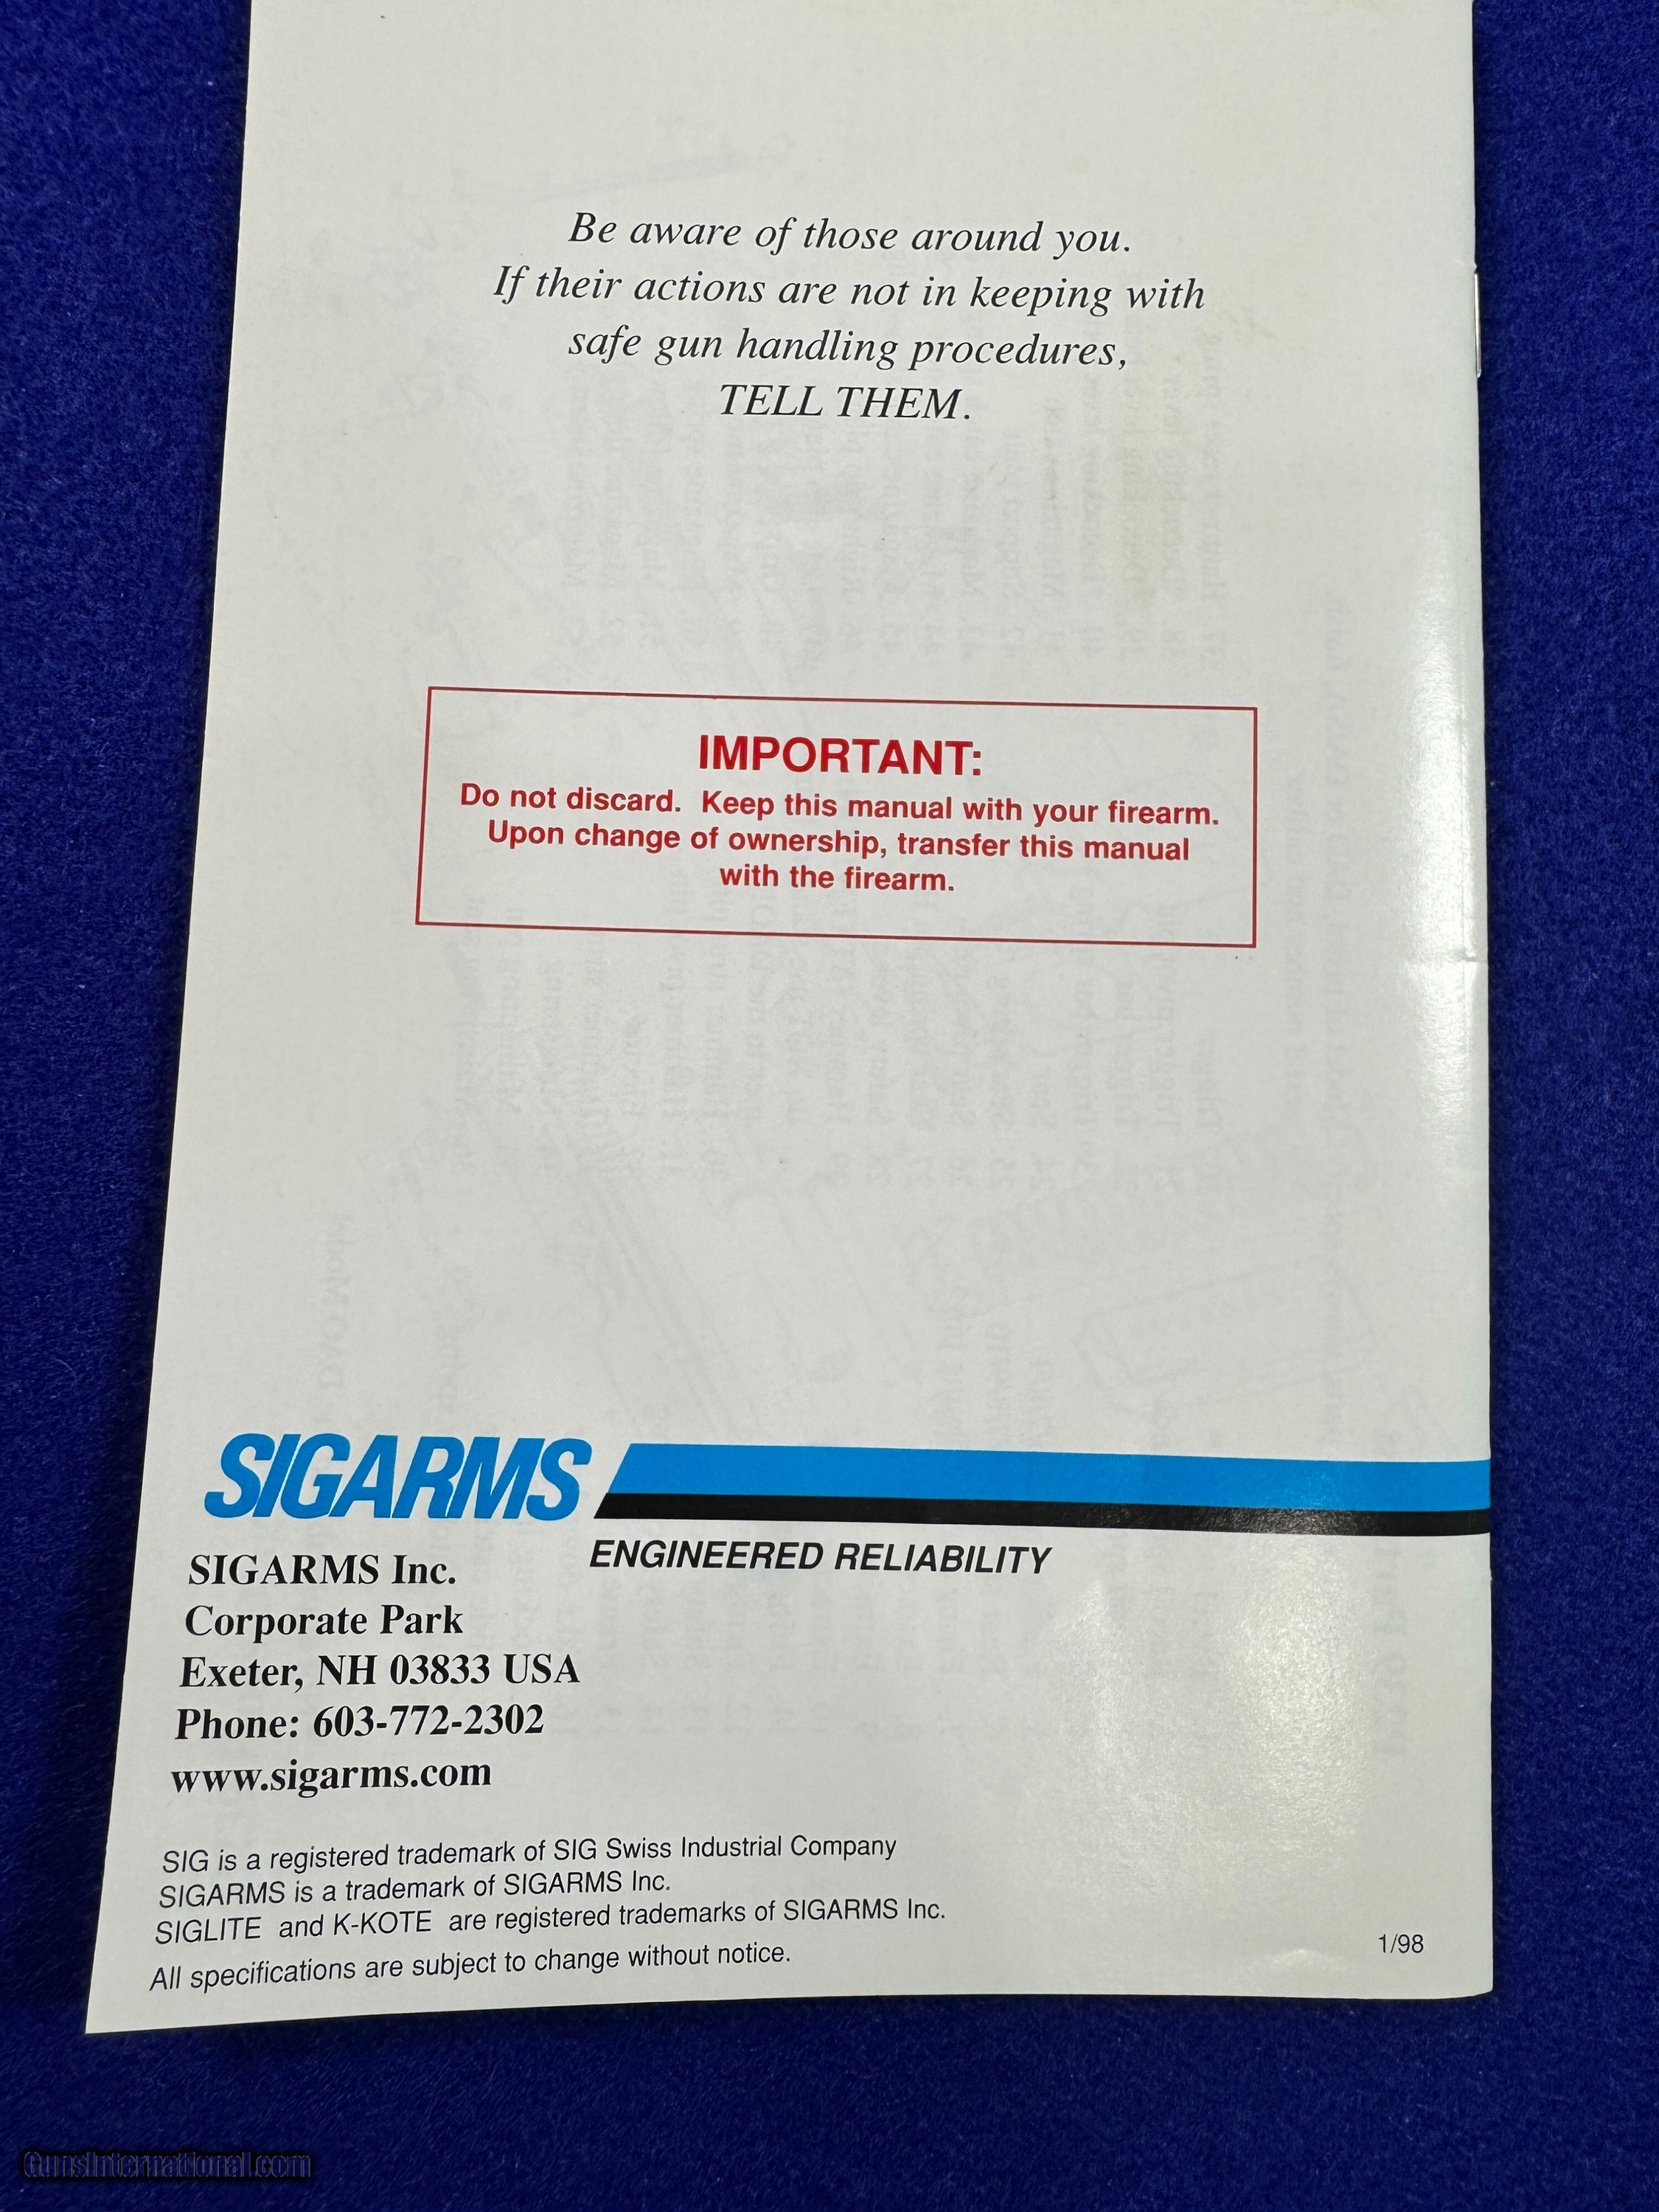 Be aware of those around you.
If their actions are not in keeping with
safe gun handling procedures,
TELL THEM.
IMPORTANT:
Do not discard. Keep this manual with your firearm.
Upon change of ownership, transfer this manual
with the firearm.
SIGARMS
ENGINEERED RELIABILITY
SIGARMS Inc.
Corporate Park
Exeter, NH 03833 USA
Phone: 603-772-2302
www.sigarms.com
SIG is a registered trademark of SIG Swiss Industrial Company
SIGARMS is a trademark of SIGARMS Inc.
SIGLITE and K-KOTE are registered trademarks of SIGARMS Inc.
All specifications are subject to change without notice.
1/98
GunsInternational.com